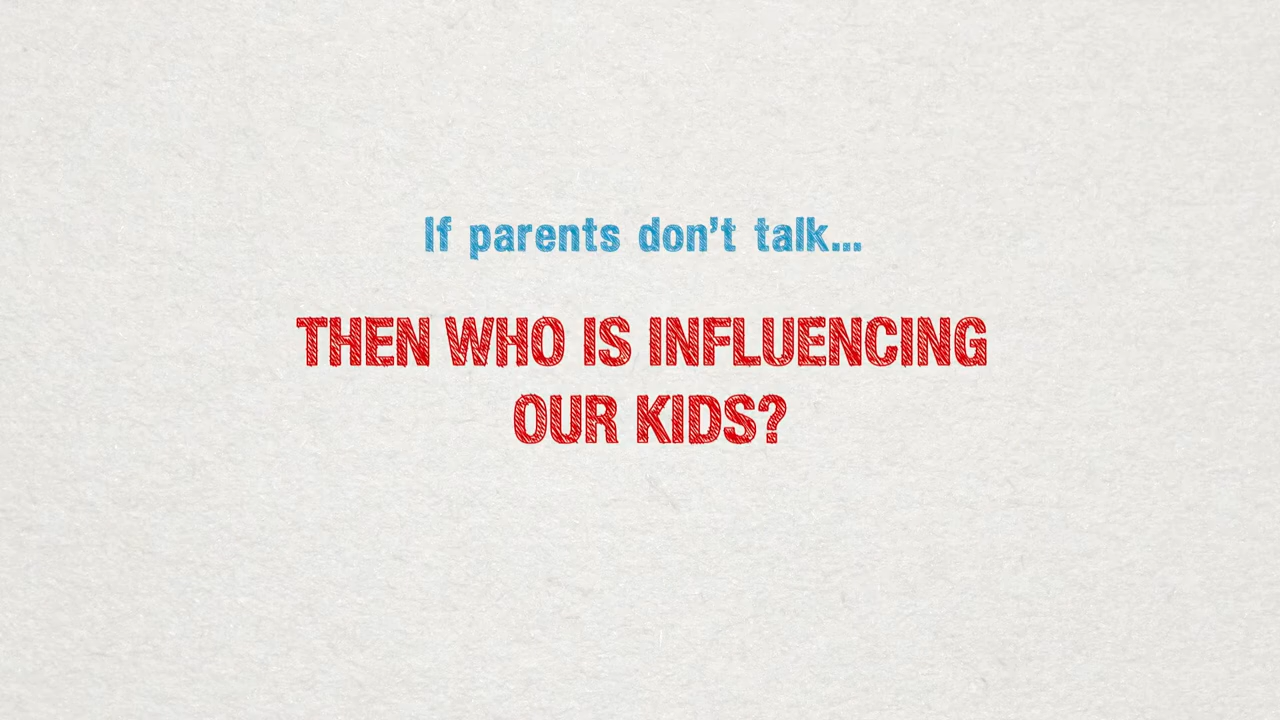 If parents don't talk...
THEN WHO IS INFLUENCING
OUR KIDS?